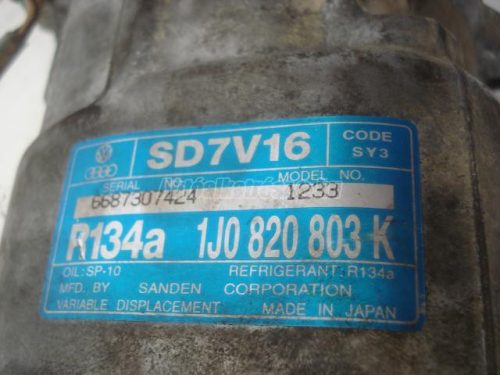 SD7V16
CODE
SY3
SERIAL NO.
MODEL NO.
6687307424
1233
R134a 1J0 820 803 K
OIL: SP-10
REFRIGERANT: R134a
MFD. BY SANDEN CORPORATION
VARIABLE DISPLACEMENT MADE IN JAPAN